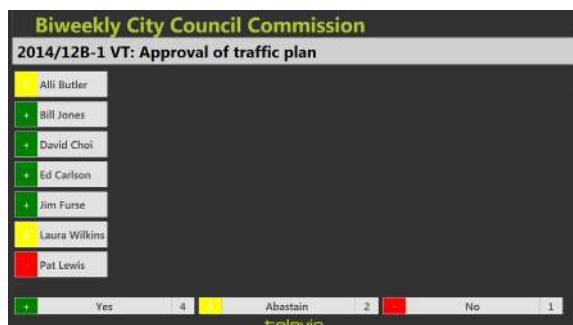 Biweekly City Council Commission
2014/12B-1 VT: Approval of traffic plan
Alli Butler
+ Bill Jones
+ David Choi
+ Ed Carlson
+ Jim Furse
Laura Wilkins
- Pat Lewis
+ Yes 4 Abastain 2 - No 1
televic